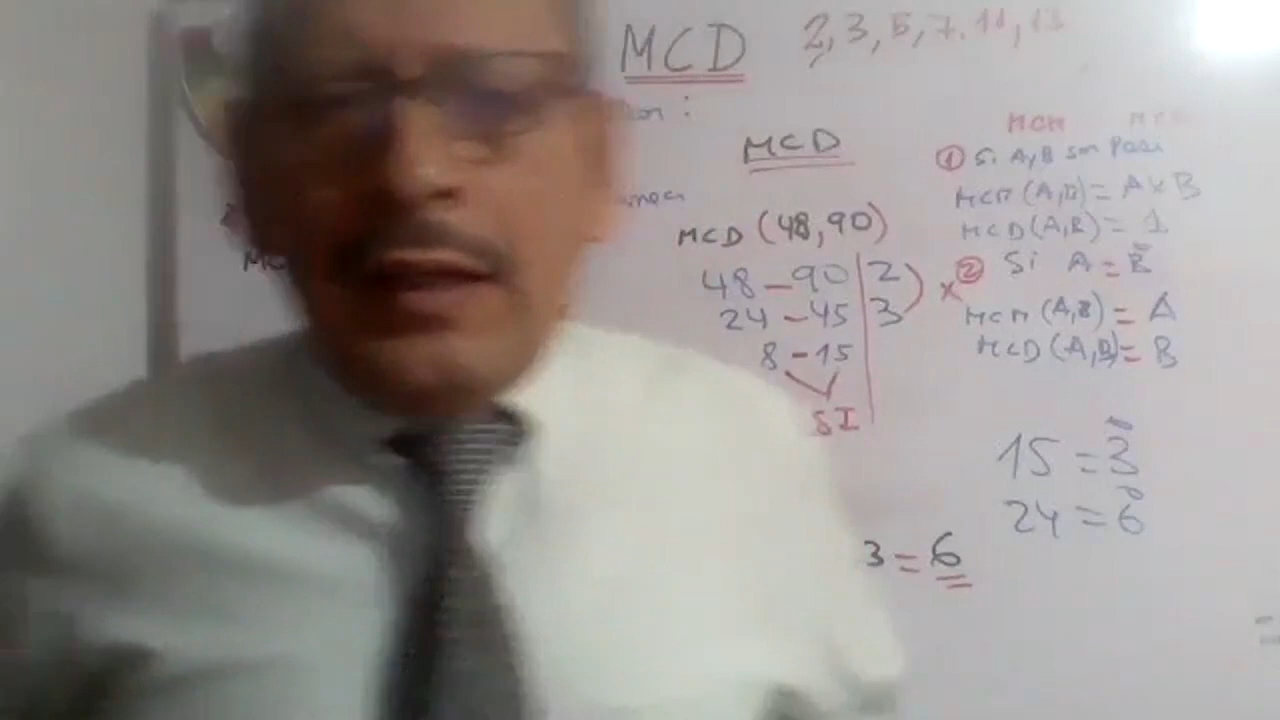 MCD 2, 3, 5, 7, 11, 13
MCD
MCD (48,90)
48 - 90 | 2
24 - 45 | 3 ) ×
8 - 15
SI
3 = 6
MCM
① Si A y B son
MCM (A,B) = A x B
MCD (A,B) = 1
② Si A = B̊
MCM (A,B) = A
MCD (A,B) = B
15 = 3̊
24 = 6̊